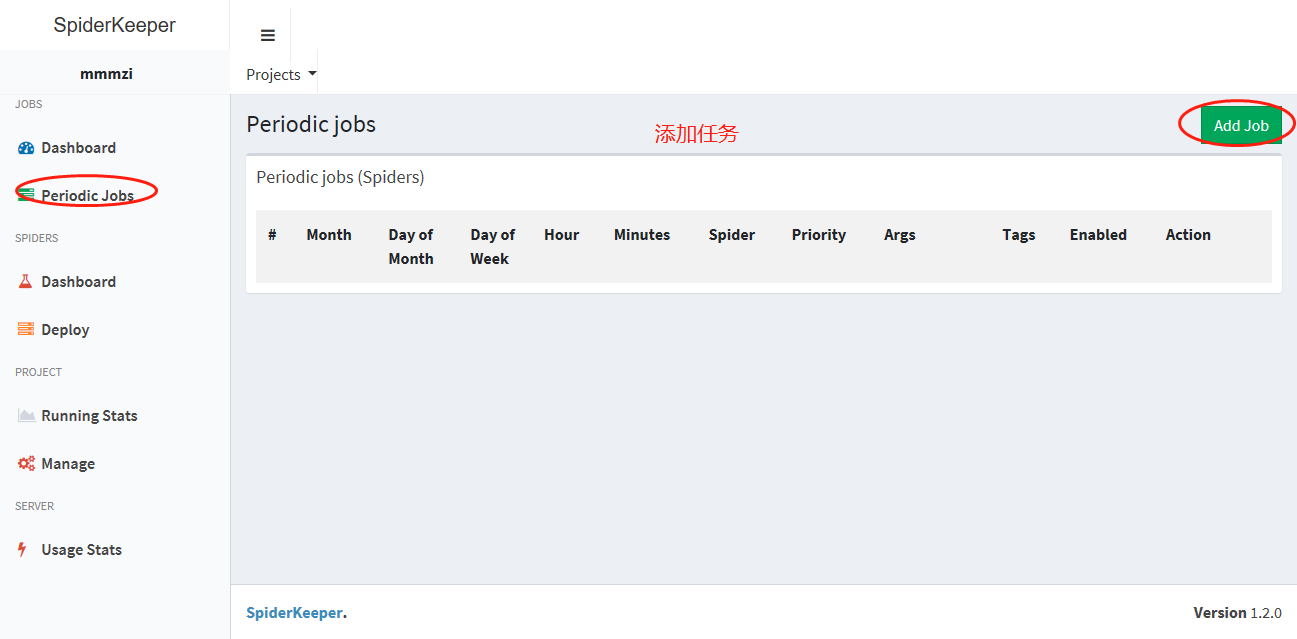 SpiderKeeper
mmmzi
Projects
JOBS
Dashboard
Periodic Jobs
SPIDERS
Dashboard
Deploy
PROJECT
Running Stats
Manage
SERVER
Usage Stats
Periodic jobs
添加任务
Add Job
Periodic jobs (Spiders)
# Month Day of Month Day of Week Hour Minutes Spider Priority Args Tags Enabled Action
SpiderKeeper.
Version 1.2.0